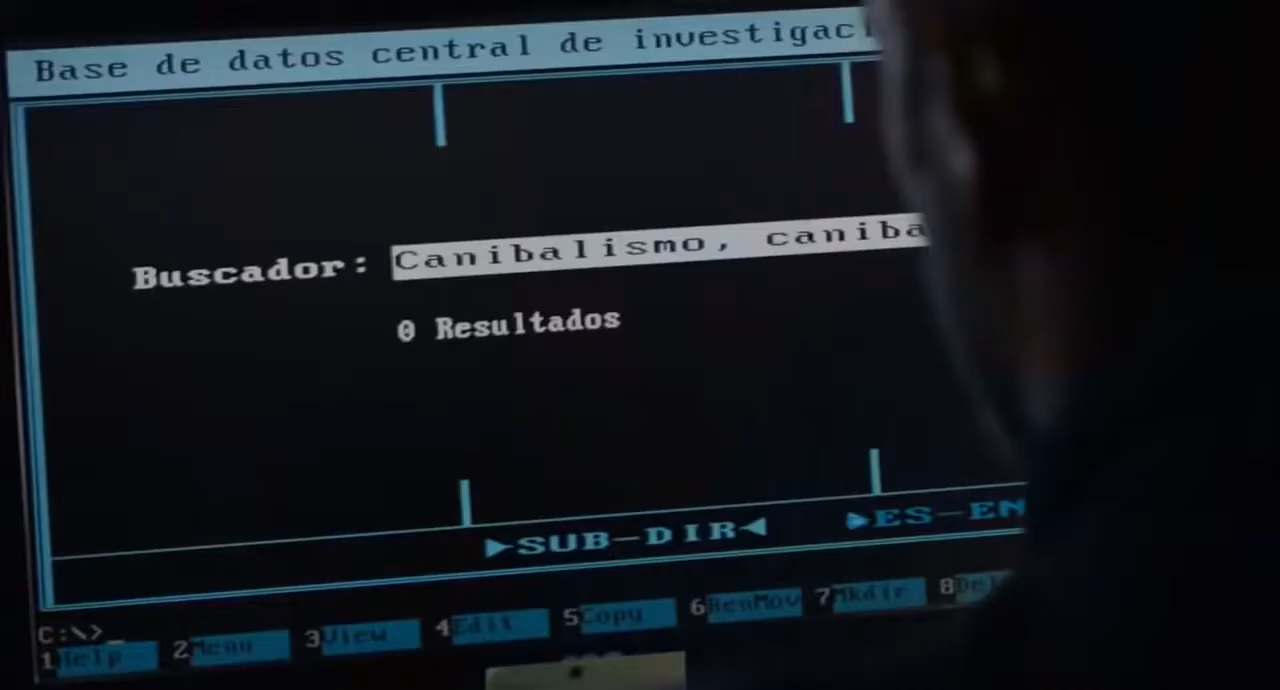 Base de datos central de investigac
Buscador: Canibalismo, caniba
0 Resultados
►SUB-DIR◄ ►ES-EN
C:\>_
1Help 2Menu 3View 4Edit 5Copy 6RenMov 7Mkdir 8Del